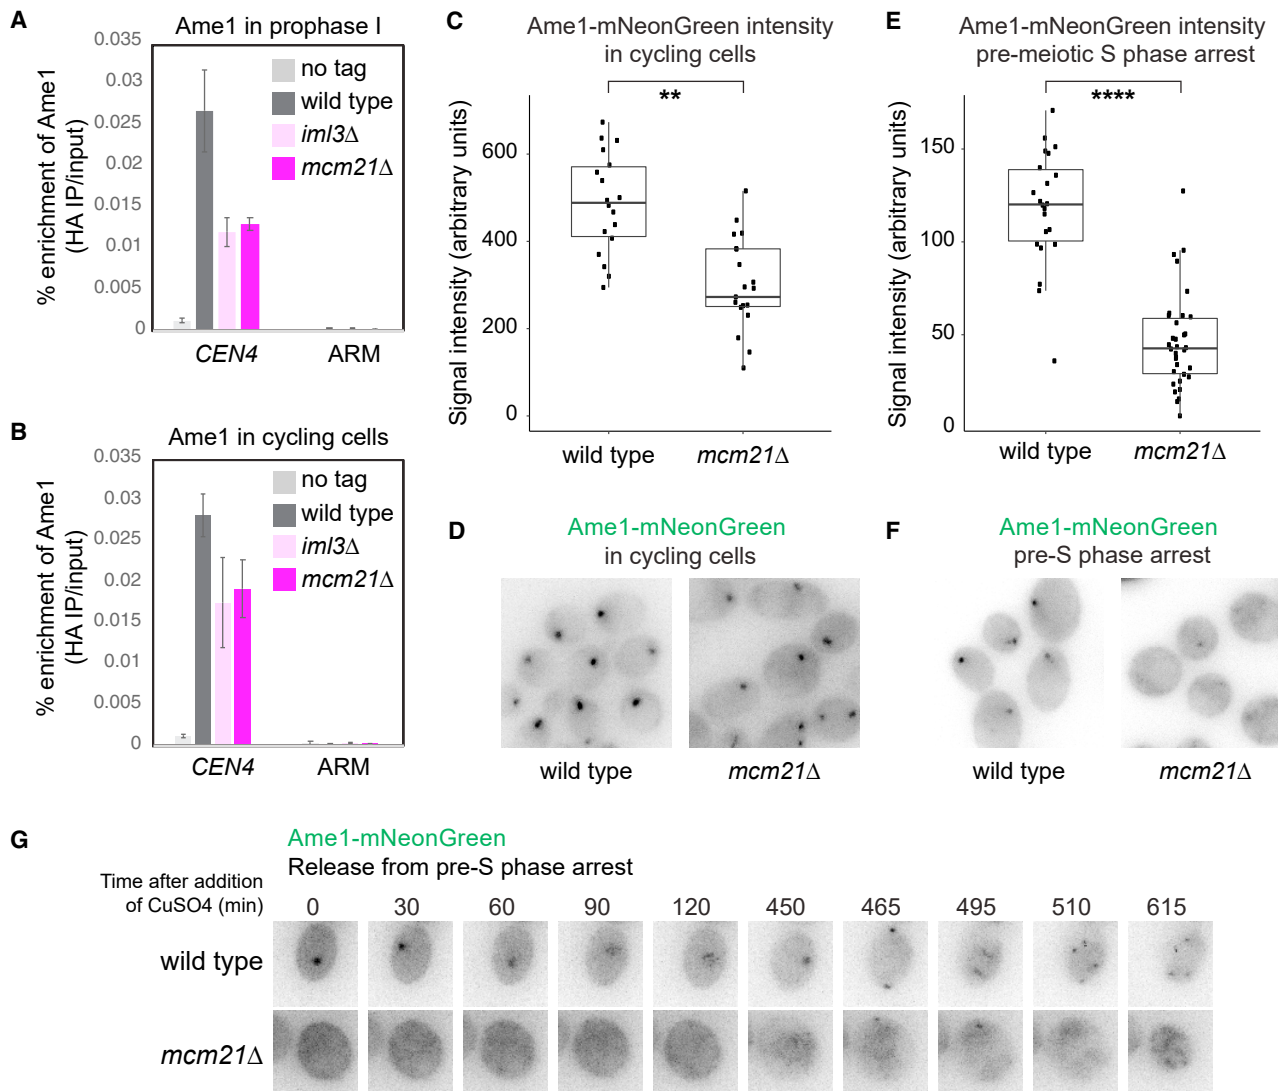 A
Ame1 in prophase I
% enrichment of Ame1
(HA IP/input)
0.035
0.03
0.025
0.02
0.015
0.01
0.005
0
no tag
wild type
iml3Δ
mcm21Δ
CEN4
ARM
B
Ame1 in cycling cells
% enrichment of Ame1
(HA IP/input)
0.035
0.03
0.025
0.02
0.015
0.01
0.005
0
no tag
wild type
iml3Δ
mcm21Δ
CEN4
ARM
C
Ame1-mNeonGreen intensity
in cycling cells
**
Signal intensity (arbitrary units)
600
400
200
0
wild type
mcm21Δ
D
Ame1-mNeonGreen
in cycling cells
wild type
mcm21Δ
E
Ame1-mNeonGreen intensity
pre-meiotic S phase arrest
****
Signal intensity (arbitrary units)
150
100
50
0
wild type
mcm21Δ
F
Ame1-mNeonGreen
pre-S phase arrest
wild type
mcm21Δ
G
Ame1-mNeonGreen
Release from pre-S phase arrest
Time after addition
of CuSO4 (min)
0 30 60 90 120 450 465 495 510 615
wild type
mcm21Δ